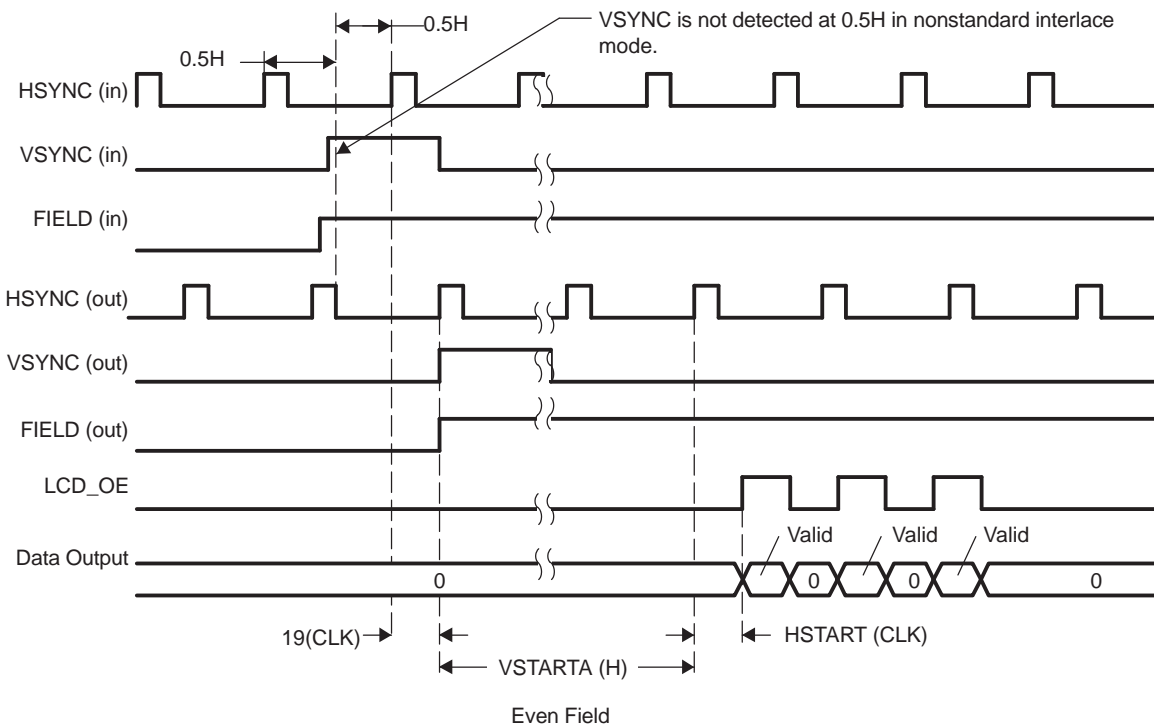 0.5H
VSYNC is not detected at 0.5H in nonstandard interlace
mode.
0.5H
HSYNC (in)
VSYNC (in)
FIELD (in)
HSYNC (out)
VSYNC (out)
FIELD (out)
LCD_OE
Valid
Valid
Valid
Data Output
0
0
0
0
19(CLK)
HSTART (CLK)
VSTARTA (H)
Even Field